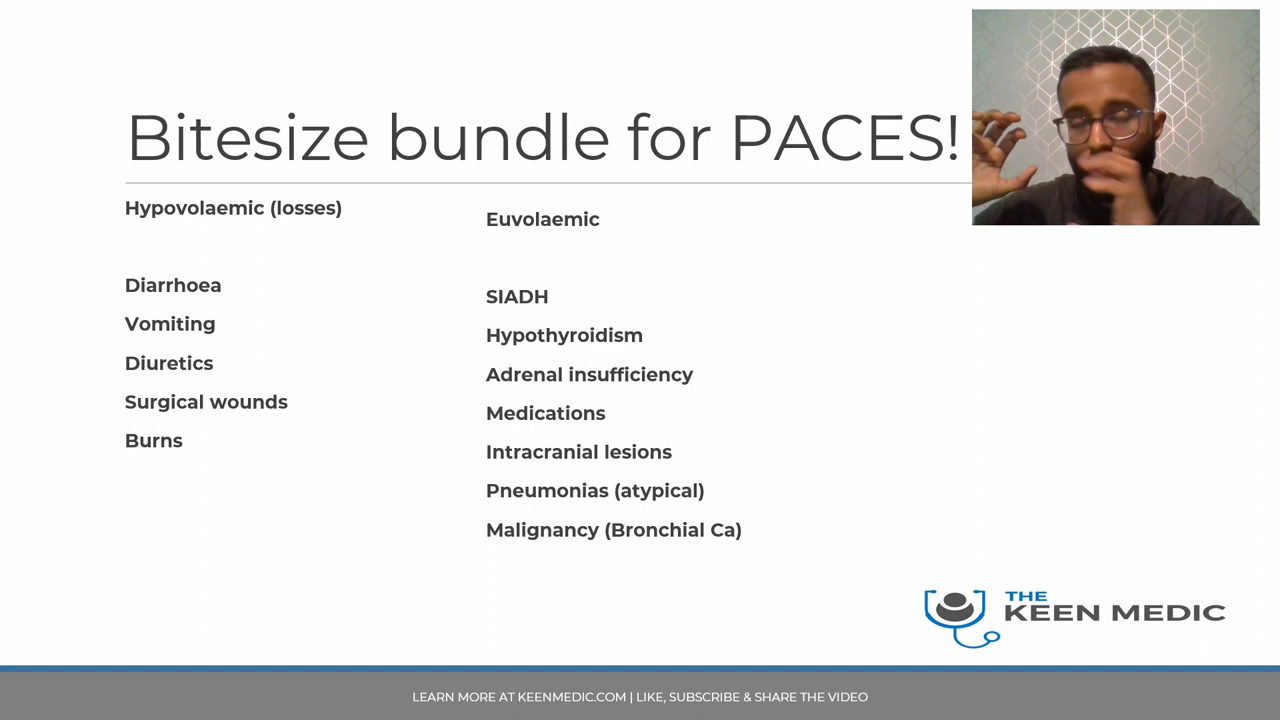 Bitesize bundle for PACES!
Hypovolaemic (losses)
Diarrhoea
Vomiting
Diuretics
Surgical wounds
Burns
Euvolaemic
SIADH
Hypothyroidism
Adrenal insufficiency
Medications
Intracranial lesions
Pneumonias (atypical)
Malignancy (Bronchial Ca)
THE
KEEN MEDIC
LEARN MORE AT KEENMEDIC.COM | LIKE, SUBSCRIBE & SHARE THE VIDEO